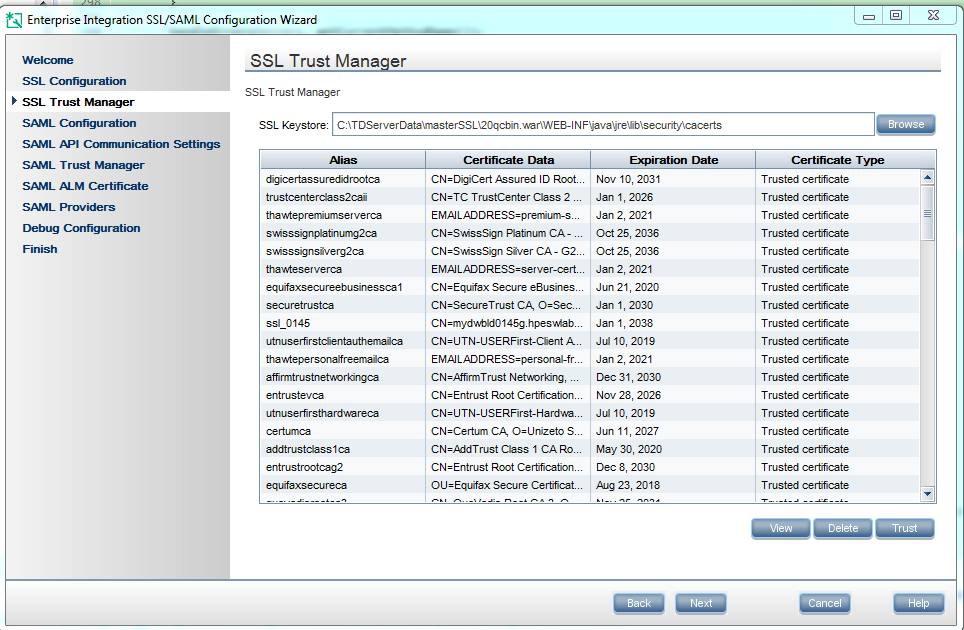 298
Enterprise Integration SSL/SAML Configuration Wizard
Welcome
SSL Configuration
SSL Trust Manager
SAML Configuration
SAML API Communication Settings
SAML Trust Manager
SAML ALM Certificate
SAML Providers
Debug Configuration
Finish
SSL Trust Manager
SSL Trust Manager
SSL Keystore: C:\TDServerData\masterSSL\20qcbin.war\WEB-INF\java\jre\lib\security\cacerts Browse
Alias Certificate Data Expiration Date Certificate Type
digicertassuredidrootca CN=DigiCert Assured ID Root... Nov 10, 2031 Trusted certificate
trustcenterclass2caii CN=TC TrustCenter Class 2 ... Jan 1, 2026 Trusted certificate
thawtepremiumserverca EMAILADDRESS=premium-s... Jan 2, 2021 Trusted certificate
swisssignplatinumg2ca CN=SwissSign Platinum CA - ... Oct 25, 2036 Trusted certificate
swisssignsilverg2ca CN=SwissSign Silver CA - G2... Oct 25, 2036 Trusted certificate
thawteserverca EMAILADDRESS=server-cert... Jan 2, 2021 Trusted certificate
equifaxsecureebusinessca1 CN=Equifax Secure eBusines... Jun 21, 2020 Trusted certificate
securetrustca CN=SecureTrust CA, O=Sec... Jan 1, 2030 Trusted certificate
ssl_0145 CN=mydwbld0145g.hpeswlab... Jan 1, 2038 Trusted certificate
utnuserfirstclientauthemailca CN=UTN-USERFirst-Client A... Jul 10, 2019 Trusted certificate
thawtepersonalfreemailca EMAILADDRESS=personal-fr... Jan 2, 2021 Trusted certificate
affirmtrustnetworkingca CN=AffirmTrust Networking, ... Dec 31, 2030 Trusted certificate
entrustevca CN=Entrust Root Certification... Nov 28, 2026 Trusted certificate
utnuserfirsthardwareca CN=UTN-USERFirst-Hardwa... Jul 10, 2019 Trusted certificate
certumca CN=Certum CA, O=Unizeto S... Jun 11, 2027 Trusted certificate
addtrustclass1ca CN=AddTrust Class 1 CA Ro... May 30, 2020 Trusted certificate
entrustrootcag2 CN=Entrust Root Certification... Dec 8, 2030 Trusted certificate
equifaxsecureca OU=Equifax Secure Certificat... Aug 23, 2018 Trusted certificate
View Delete Trust
Back Next Cancel Help